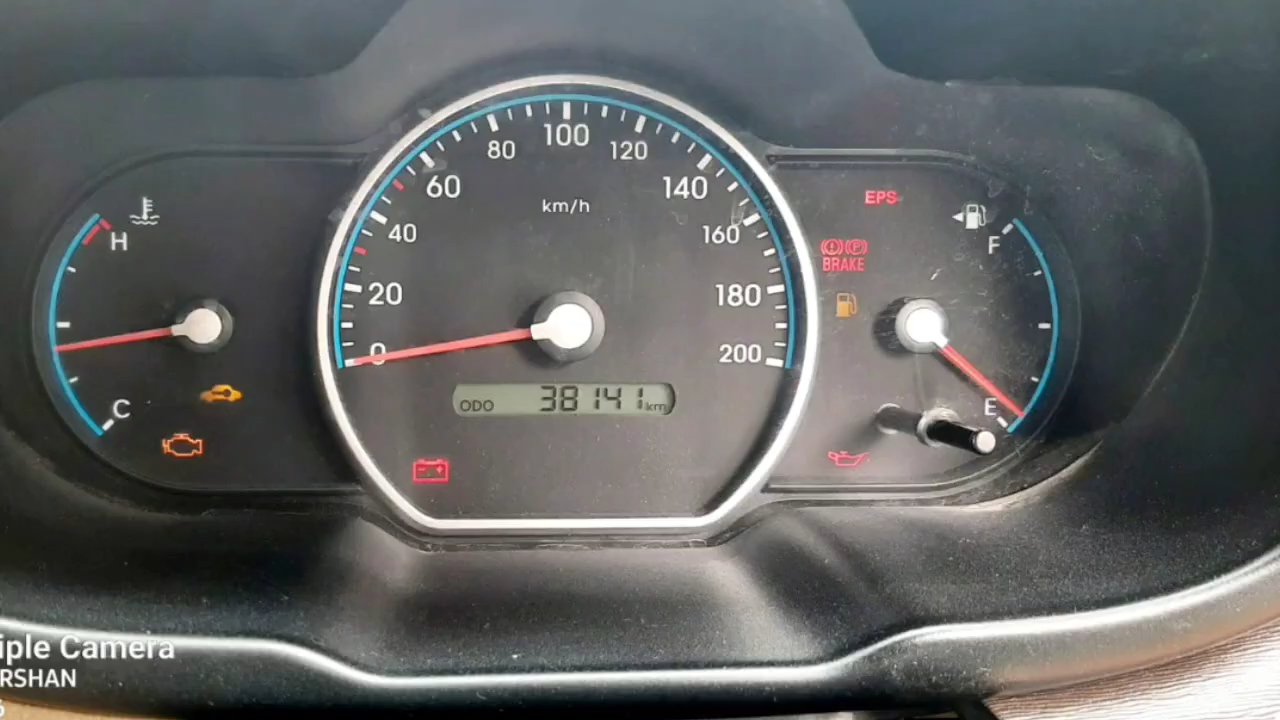 100
80 120
60 140
km/h
EPS
H
40 160
F
BRAKE
20 180
0 200
C
ODO 38141 km
E
iple Camera
RSHAN